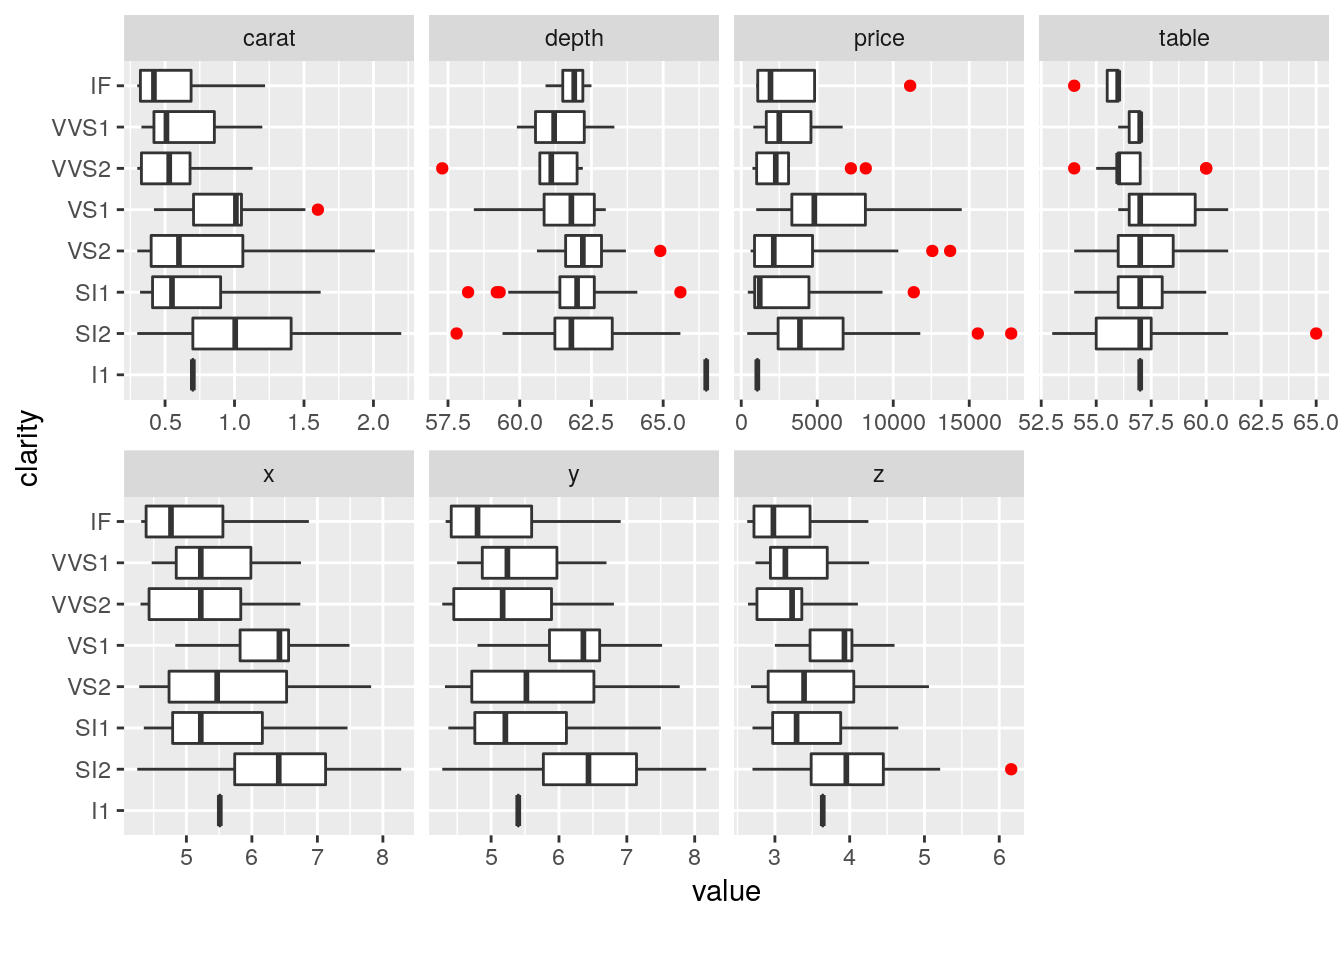 carat depth price table
IF
VVS1
VVS2
VS1
VS2
SI1
SI2
I1
0.5 1.0 1.5 2.0 57.5 60.0 62.5 65.0 0 5000 10000 15000 52.5 55.0 57.5 60.0 62.5 65.0
clarity
x y z
IF
VVS1
VVS2
VS1
VS2
SI1
SI2
I1
5 6 7 8 5 6 7 8 3 4 5 6
value